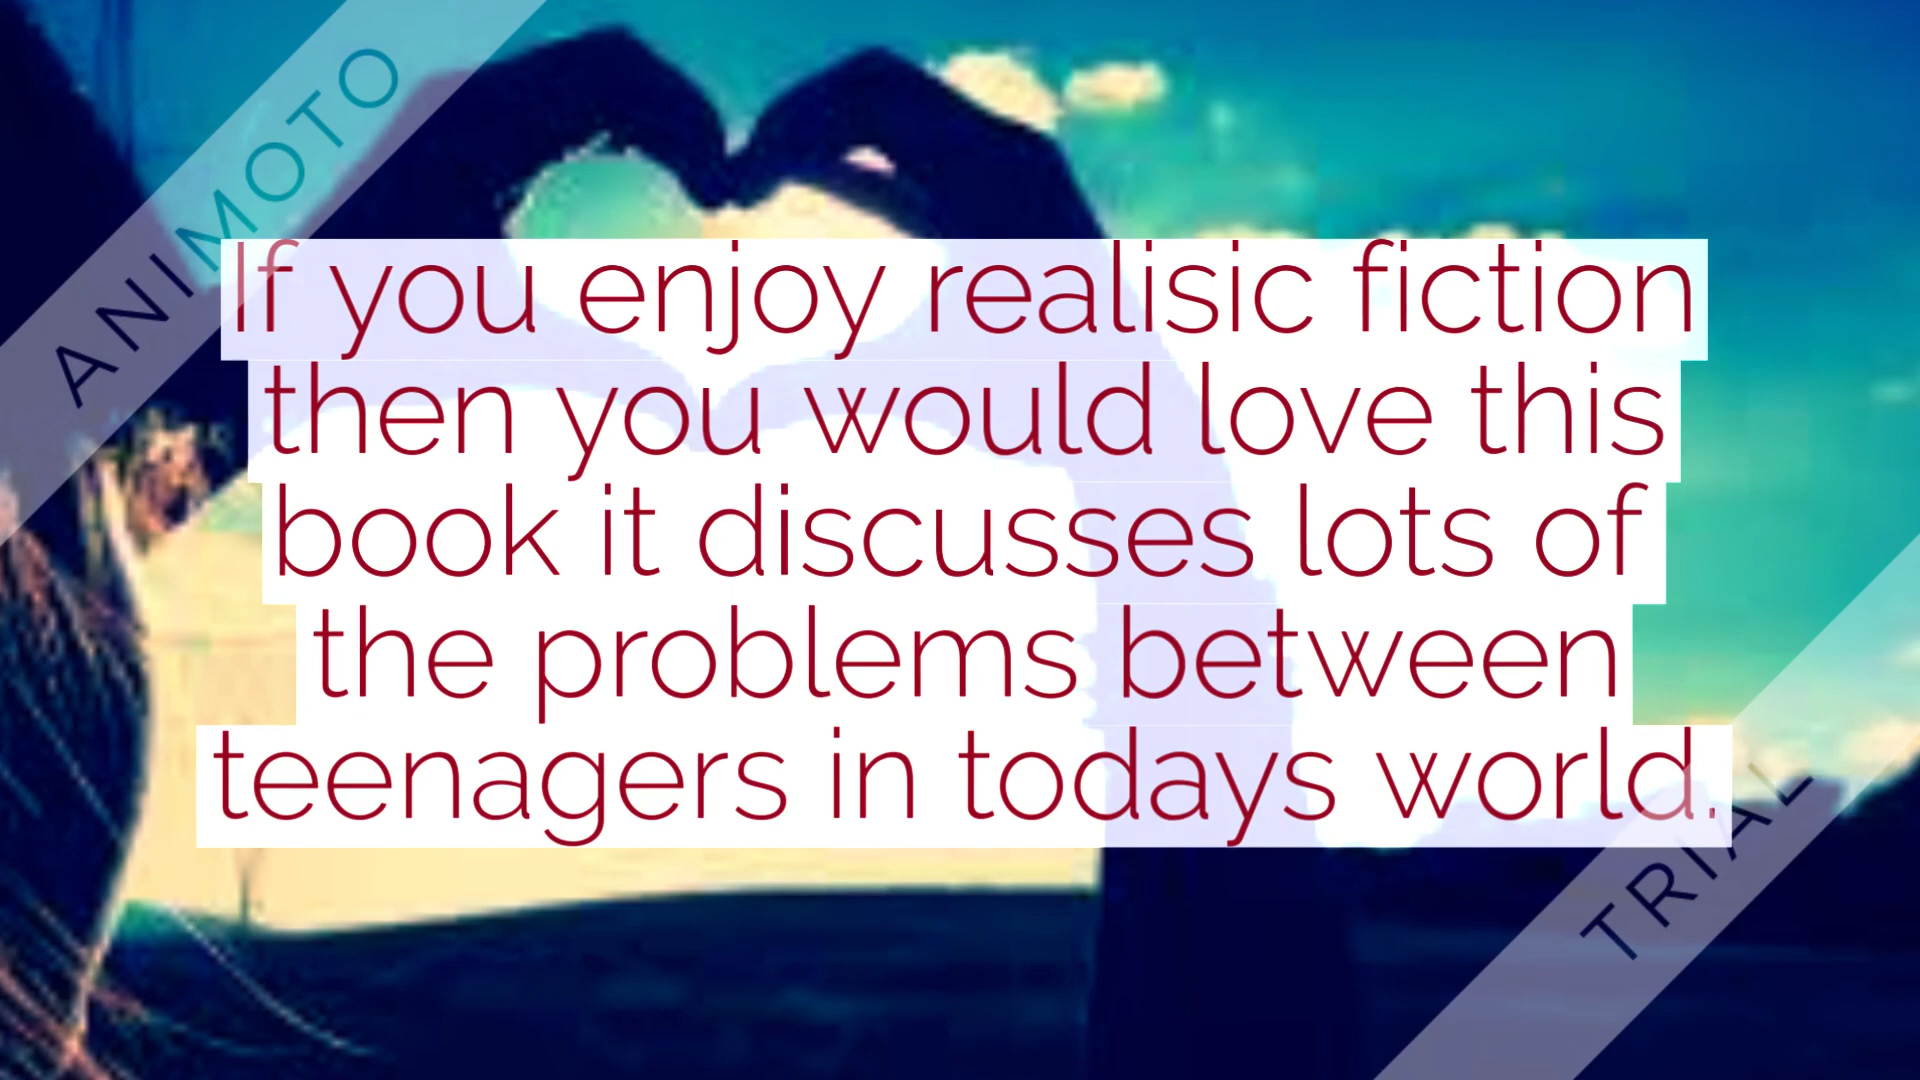 ANIMOTO
If you enjoy realisic fiction
then you would love this
book it discusses lots of
the problems between
teenagers in todays world.
TRIAL